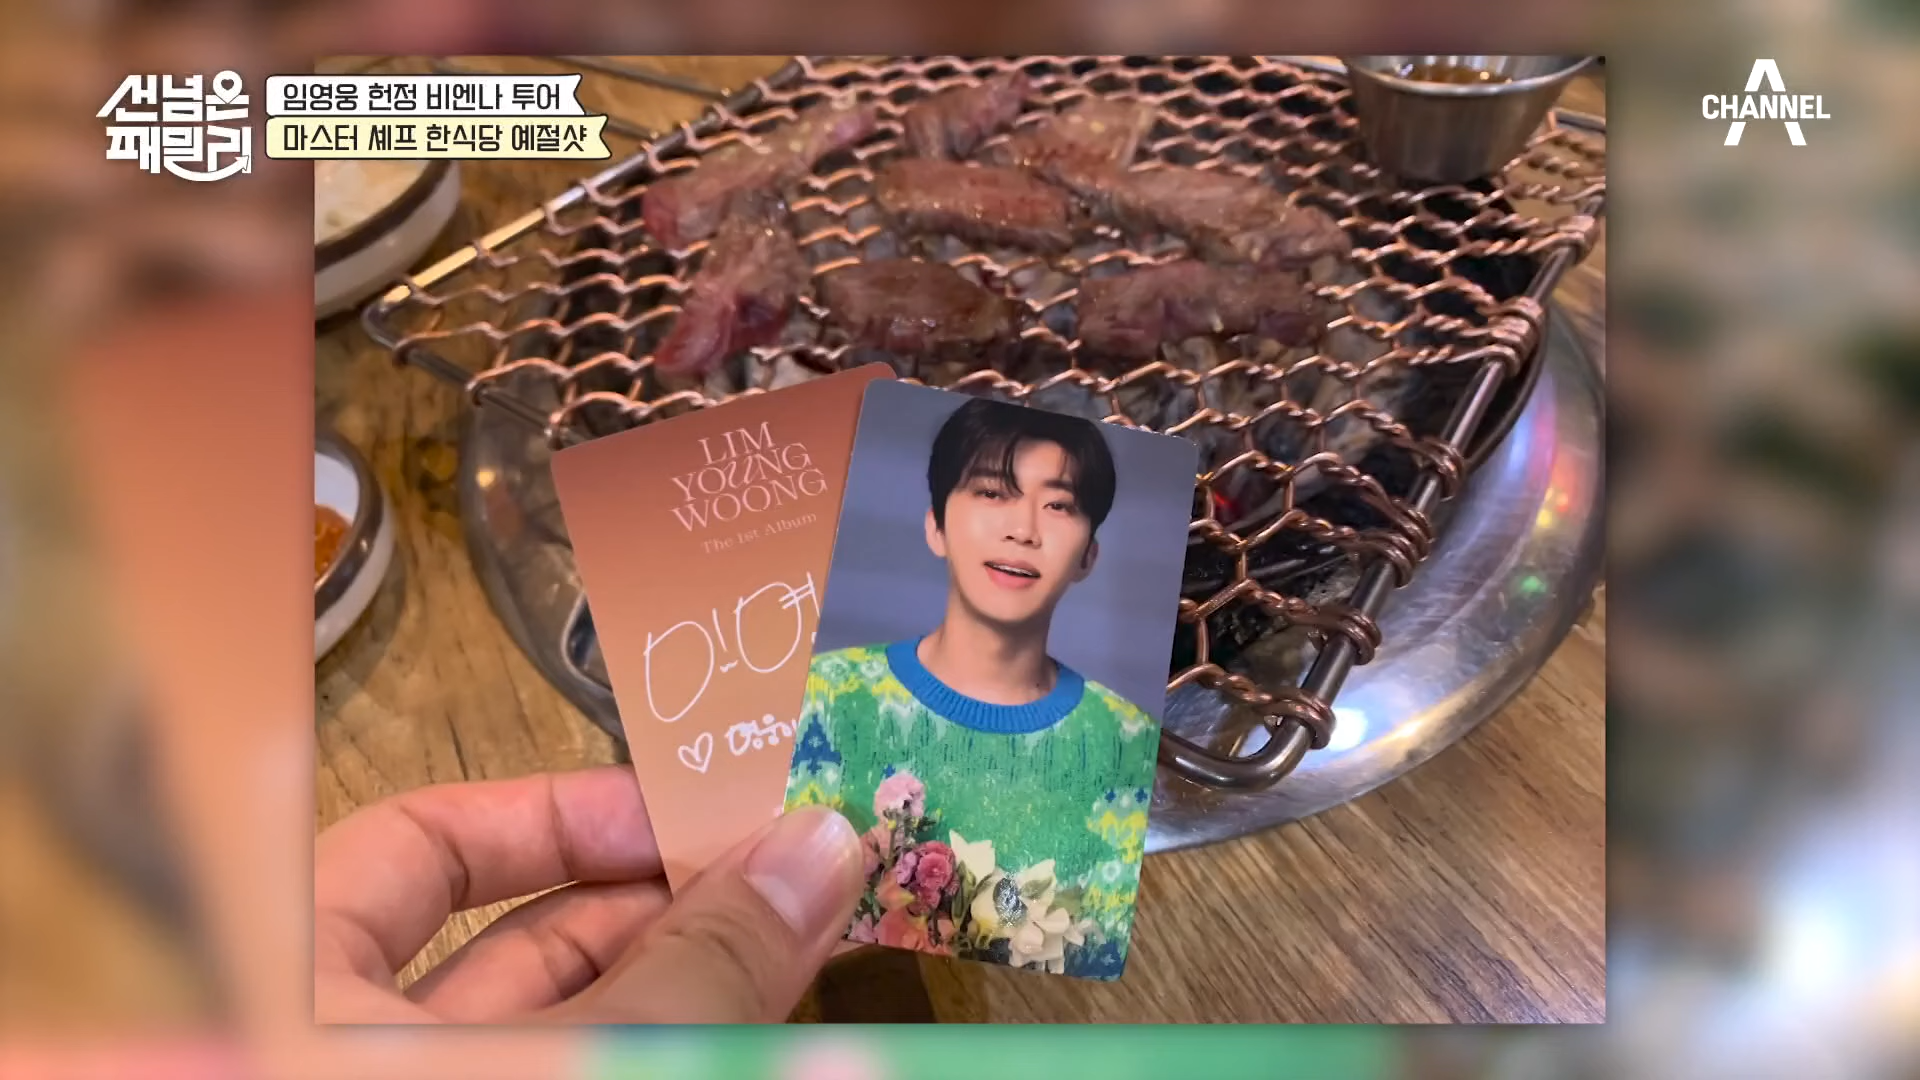 선넘은
패밀리
임영웅 헌정 비엔나 투어
마스터 셰프 한식당 예절샷
CHANNEL A
LIM
YOUNG
WOONG
The 1st Album